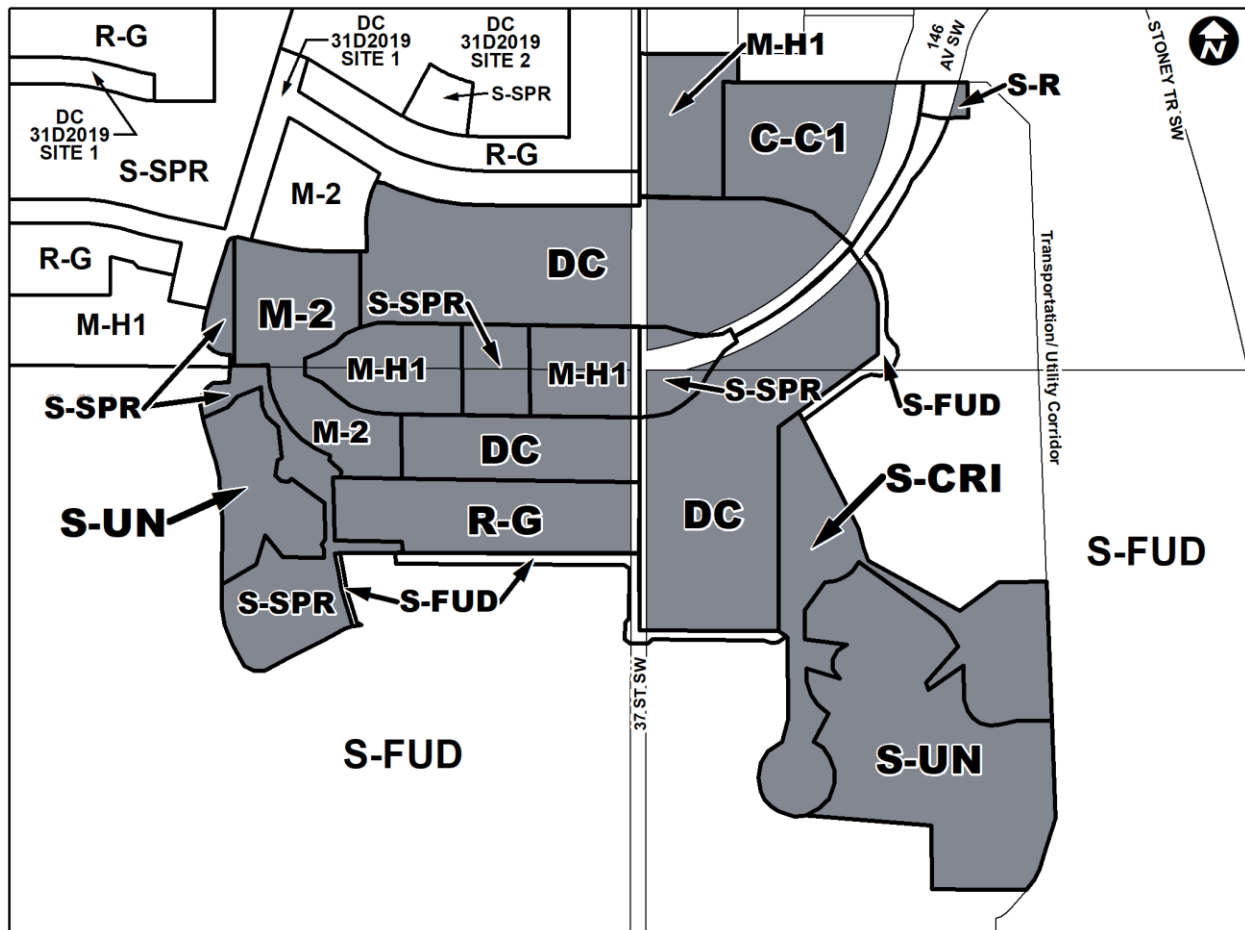 R-G
DC
31D2019
SITE 1
DC
31D2019
SITE 2
S-SPR
M-H1
146
AV SW
STONEY TR SW
N
S-R
DC
31D2019
SITE 1
S-SPR
R-G
C-C1
M-2
R-G
DC
S-SPR
M-2
M-H1
Transportation/ Utility Corridor
M-H1
M-H1
S-SPR
S-SPR
S-FUD
M-2
DC
S-CRI
S-UN
R-G
DC
S-FUD
S-SPR
S-FUD
37 ST SW
S-FUD
S-UN